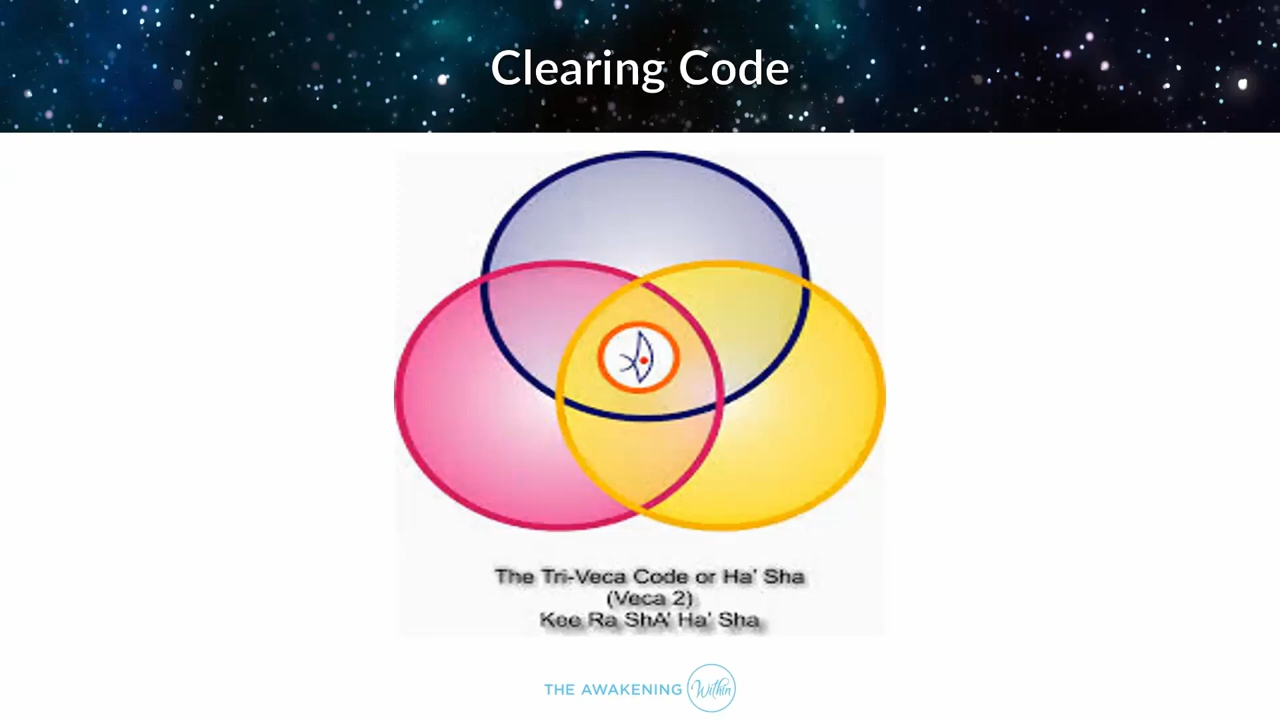 Clearing Code
The Tri-Veca Code or Ha' Sha
(Veca 2)
Kee Ra ShA' Ha' Sha
THE AWAKENING Within